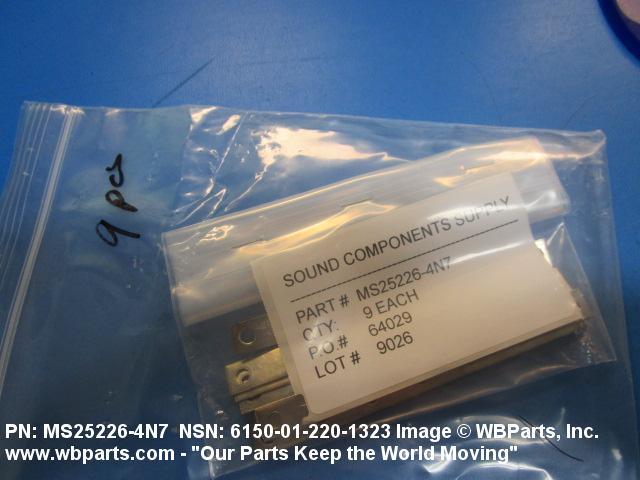 9 pcs
SOUND COMPONENTS SUPPLY
PART # MS25226-4N7
QTY: 9 EACH
P.O.# 64029
LOT # 9026
PN: MS25226-4N7 NSN: 6150-01-220-1323 Image © WBParts, Inc.
www.wbparts.com - "Our Parts Keep the World Moving"